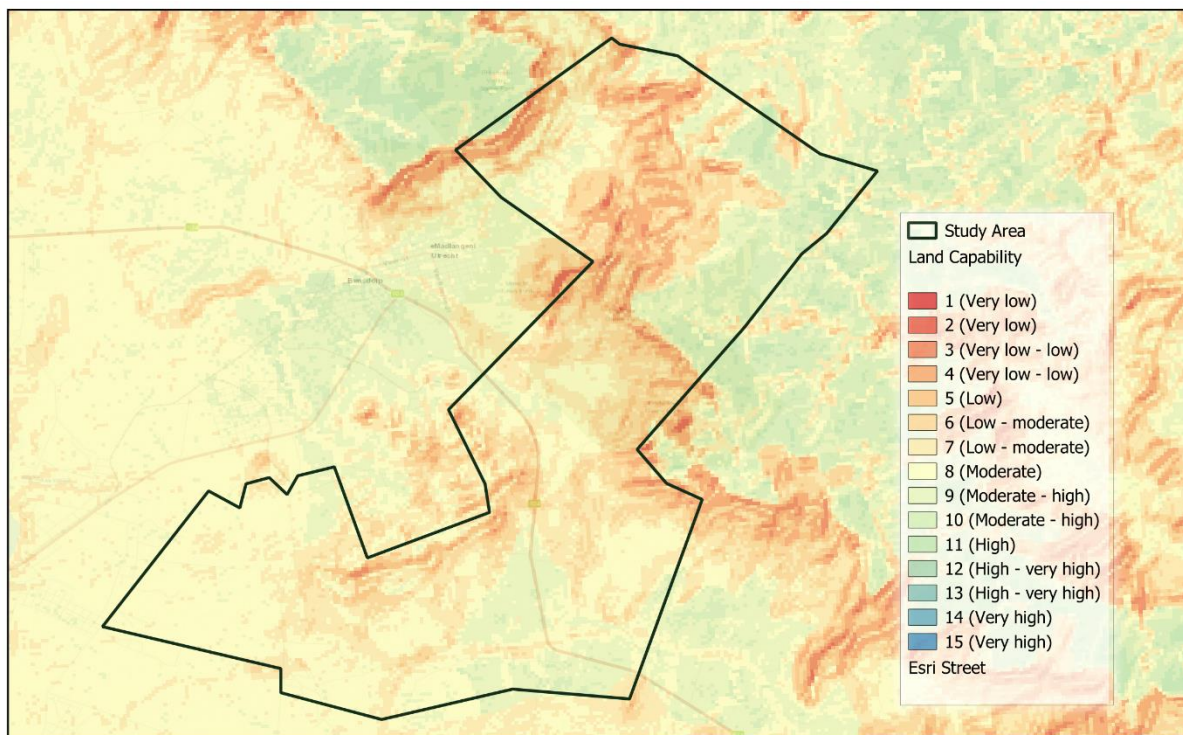 Study Area
Land Capability
1 (Very low)
2 (Very low)
3 (Very low - low)
4 (Very low - low)
5 (Low)
6 (Low - moderate)
7 (Low - moderate)
8 (Moderate)
9 (Moderate - high)
10 (Moderate - high)
11 (High)
12 (High - very high)
13 (High - very high)
14 (Very high)
15 (Very high)
Esri Street